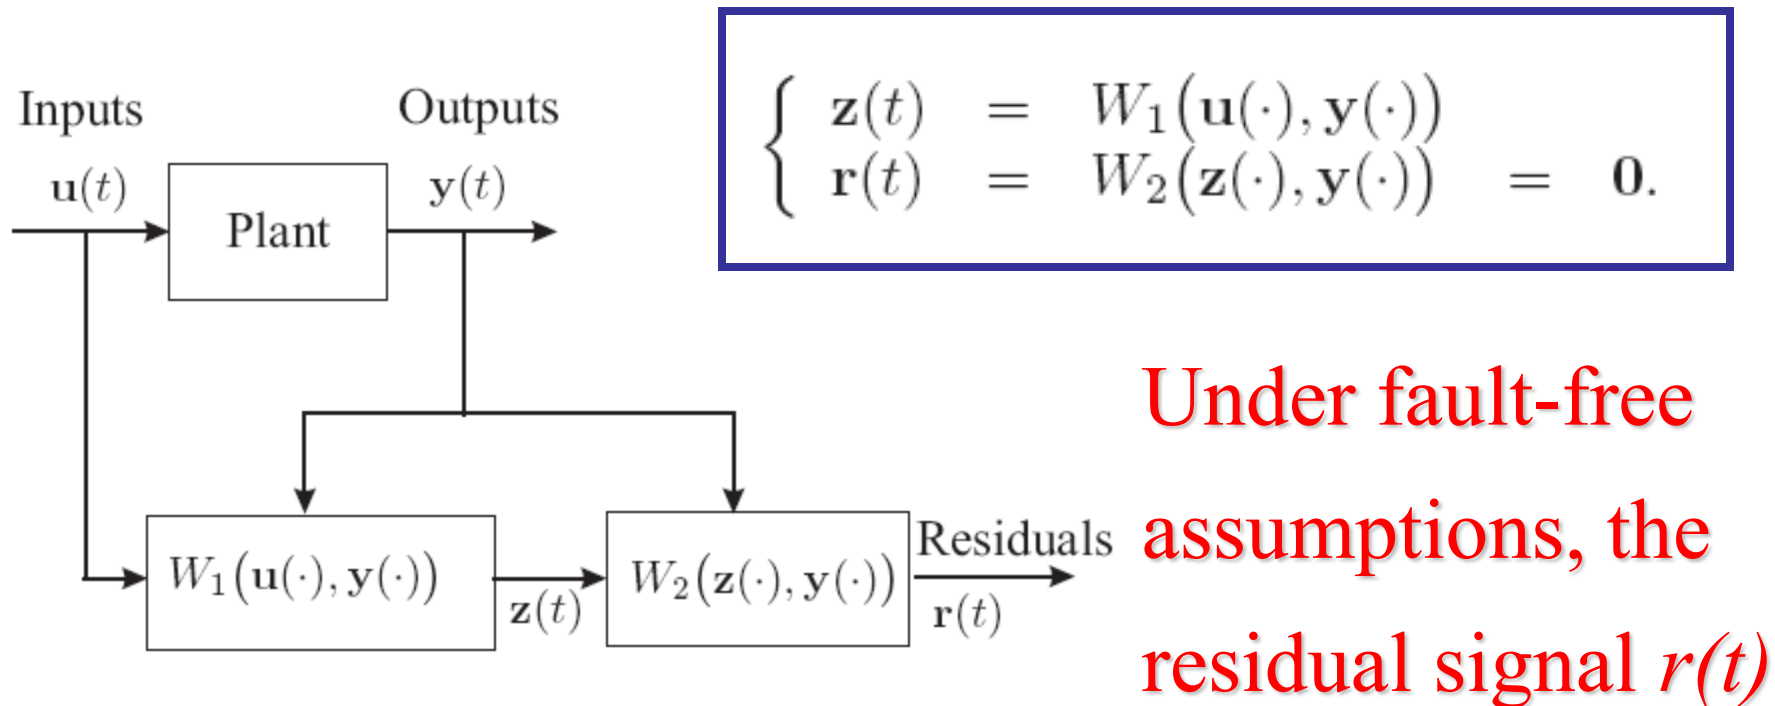 Inputs
Outputs
u(t)
y(t)
Plant
z(t) = W₁(u(·), y(·))
r(t) = W₂(z(·), y(·)) = 0.
W₁(u(·), y(·))
z(t)
W₂(z(·), y(·))
Residuals
r(t)
Under fault-free
assumptions, the
residual signal r(t)